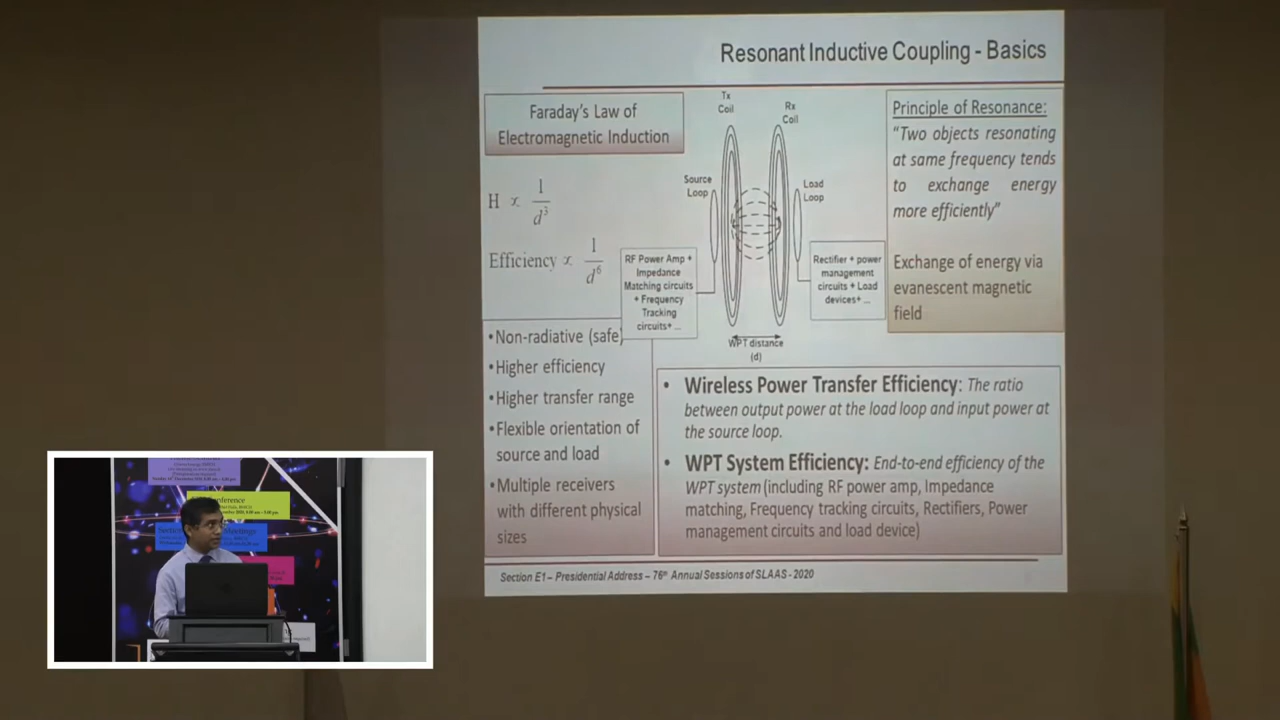 Resonant Inductive Coupling - Basics
Faraday's Law of
Electromagnetic Induction
H ∝ 1/d³
Efficiency ∝ 1/d⁶
Tx
Coil
Rx
Coil
Source
Loop
Load
Loop
RF Power Amp +
Impedance
Matching circuits
+ Frequency
Tracking
circuits+ ...
Rectifier + power
management
circuits + Load
devices+ ...
WPT distance
(d)
Principle of Resonance:
"Two objects resonating
at same frequency tends
to exchange energy
more efficiently"
Exchange of energy via
evanescent magnetic
field
•Non-radiative (safe)
•Higher efficiency
•Higher transfer range
•Flexible orientation of
source and load
•Multiple receivers
with different physical
sizes
• Wireless Power Transfer Efficiency: The ratio
between output power at the load loop and input power at
the source loop.
• WPT System Efficiency: End-to-end efficiency of the
WPT system (including RF power amp, Impedance
matching, Frequency tracking circuits, Rectifiers, Power
management circuits and load device)
Section E1 – Presidential Address – 76th Annual Sessions of SLAAS - 2020